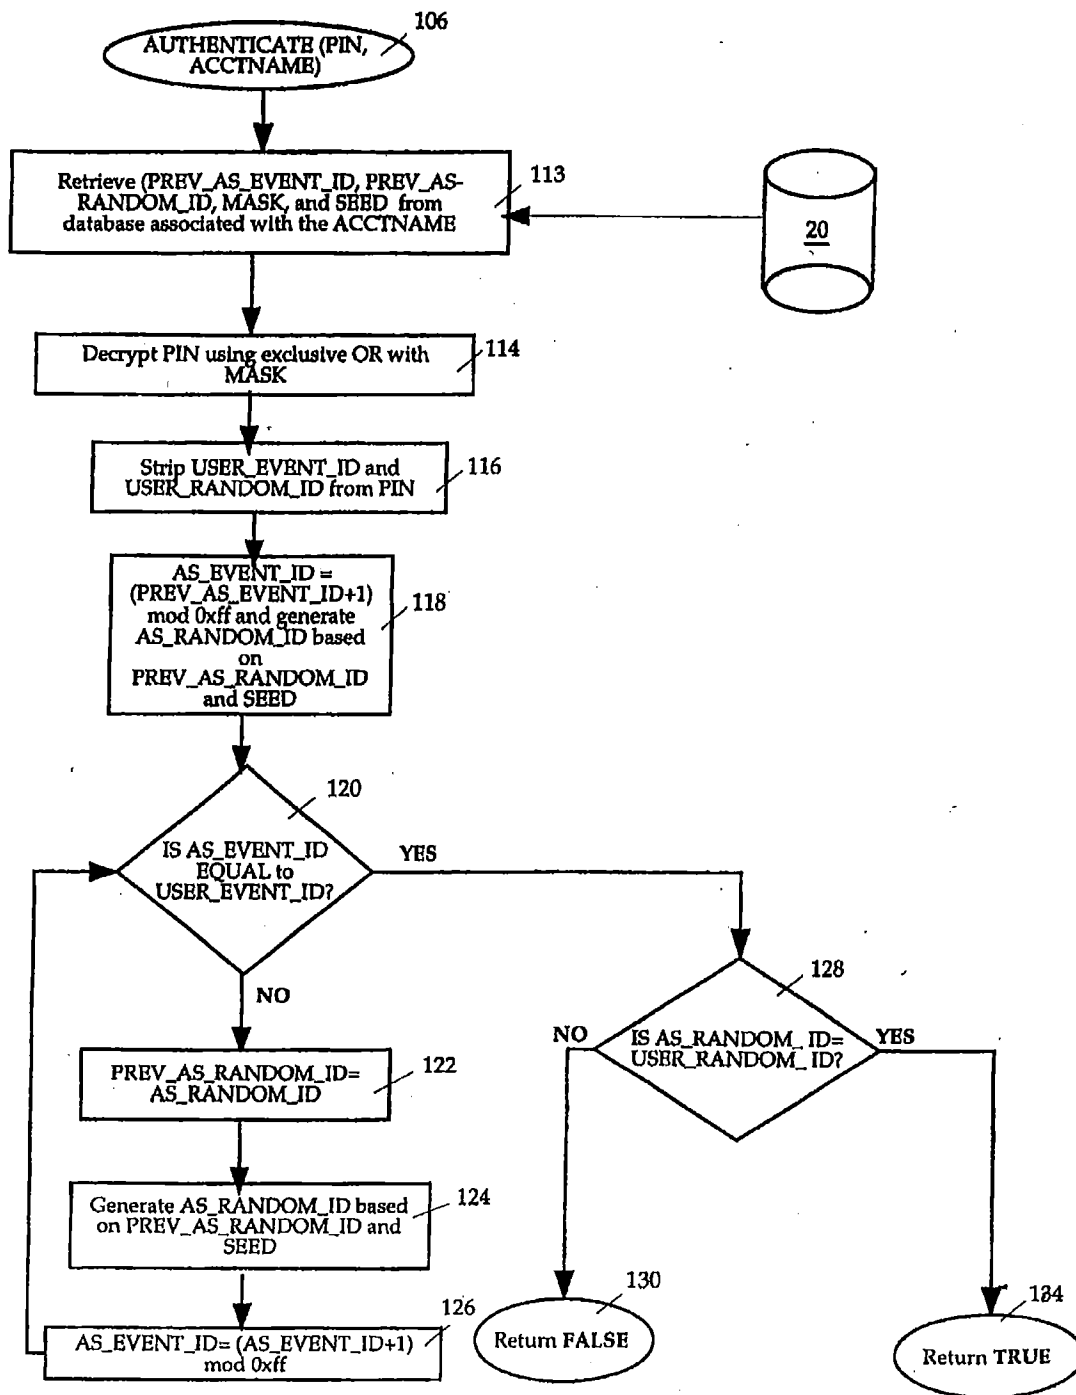 106
AUTHENTICATE (PIN,
ACCTNAME)
113
Retrieve (PREV_AS_EVENT_ID, PREV_AS-
RANDOM_ID, MASK, and SEED from
database associated with the ACCTNAME
20
Decrypt PIN using exclusive OR with
MASK
114
Strip USER_EVENT_ID and
USER_RANDOM_ID from PIN
116
AS_EVENT_ID =
(PREV_AS_EVENT_ID+1)
mod 0xff and generate
AS_RANDOM_ID based
on
PREV_AS_RANDOM_ID
and SEED
118
120
IS AS_EVENT_ID
EQUAL to
USER_EVENT_ID?
YES
NO
128
IS AS_RANDOM_ID=
USER_RANDOM_ID?
NO
YES
PREV_AS_RANDOM_ID=
AS_RANDOM_ID
122
Generate AS_RANDOM_ID based
on PREV_AS_RANDOM_ID and
SEED
124
126
AS_EVENT_ID= (AS_EVENT_ID+1)
mod 0xff
130
Return FALSE
134
Return TRUE